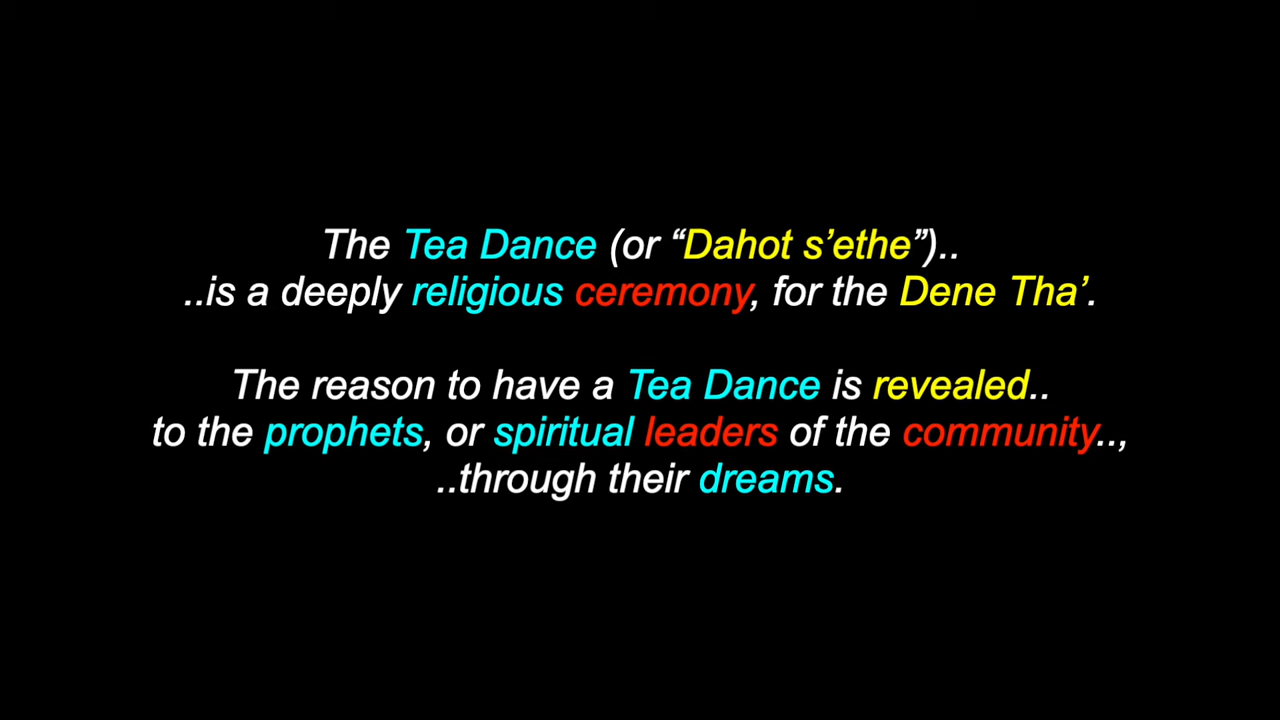 The Tea Dance (or “Dahot s’ethe”)..
..is a deeply religious ceremony, for the Dene Tha’.
The reason to have a Tea Dance is revealed..
to the prophets, or spiritual leaders of the community..,
..through their dreams.